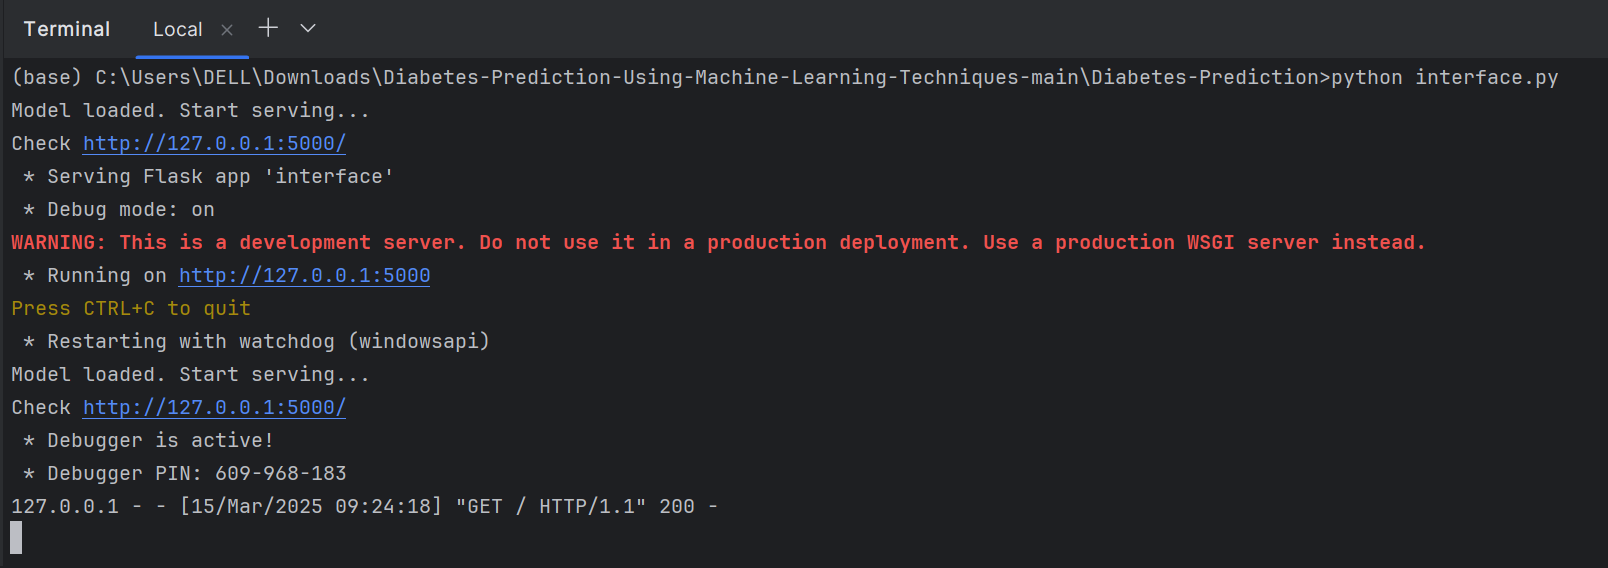 Terminal Local
(base) C:\Users\DELL\Downloads\Diabetes-Prediction-Using-Machine-Learning-Techniques-main\Diabetes-Prediction>python interface.py
Model loaded. Start serving...
Check http://127.0.0.1:5000/
 * Serving Flask app 'interface'
 * Debug mode: on
WARNING: This is a development server. Do not use it in a production deployment. Use a production WSGI server instead.
 * Running on http://127.0.0.1:5000
Press CTRL+C to quit
 * Restarting with watchdog (windowsapi)
Model loaded. Start serving...
Check http://127.0.0.1:5000/
 * Debugger is active!
 * Debugger PIN: 609-968-183
127.0.0.1 - - [15/Mar/2025 09:24:18] "GET / HTTP/1.1" 200 -